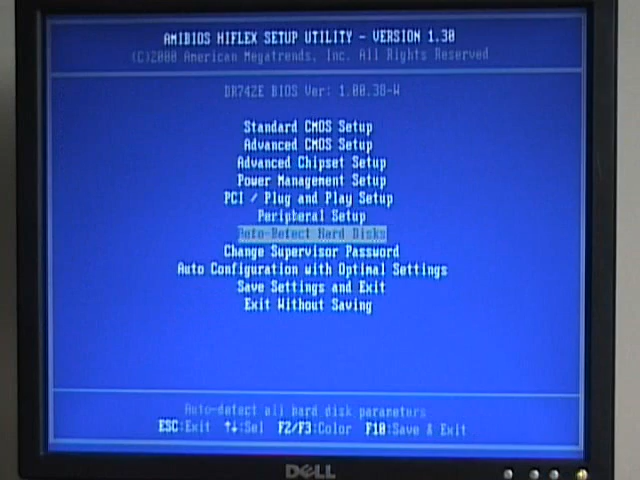 AMIBIOS HIFLEX SETUP UTILITY - VERSION 1.30
(C)2000 American Megatrends, Inc. All Rights Reserved
BR742E BIOS Ver: 1.00.38-W
Standard CMOS Setup
Advanced CMOS Setup
Advanced Chipset Setup
Power Management Setup
PCI / Plug and Play Setup
Peripheral Setup
Auto-Detect Hard Disks
Change Supervisor Password
Auto Configuration with Optimal Settings
Save Settings and Exit
Exit Without Saving
Auto-detect all hard disk parameters
ESC:Exit ↑↓:Sel F2/F3:Color F10:Save & Exit
DELL